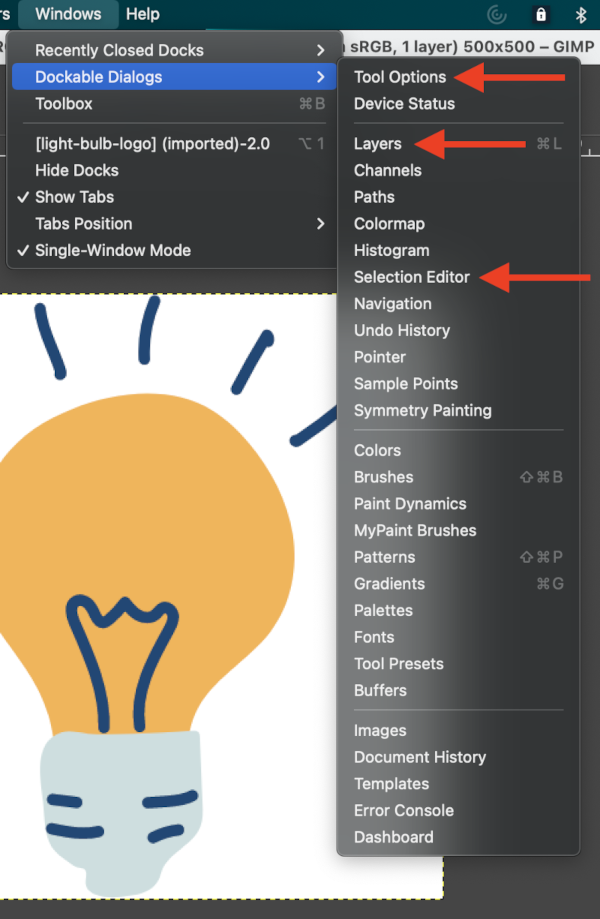 Windows Help
sRGB, 1 layer) 500x500 – GIMP
Recently Closed Docks
Dockable Dialogs
Toolbox ⌘B
[light-bulb-logo] (imported)-2.0 ⌥1
Hide Docks
✓ Show Tabs
Tabs Position
✓ Single-Window Mode
Tool Options
Device Status
Layers ⌘L
Channels
Paths
Colormap
Histogram
Selection Editor
Navigation
Undo History
Pointer
Sample Points
Symmetry Painting
Colors
Brushes ⇧⌘B
Paint Dynamics
MyPaint Brushes
Patterns ⇧⌘P
Gradients ⌘G
Palettes
Fonts
Tool Presets
Buffers
Images
Document History
Templates
Error Console
Dashboard